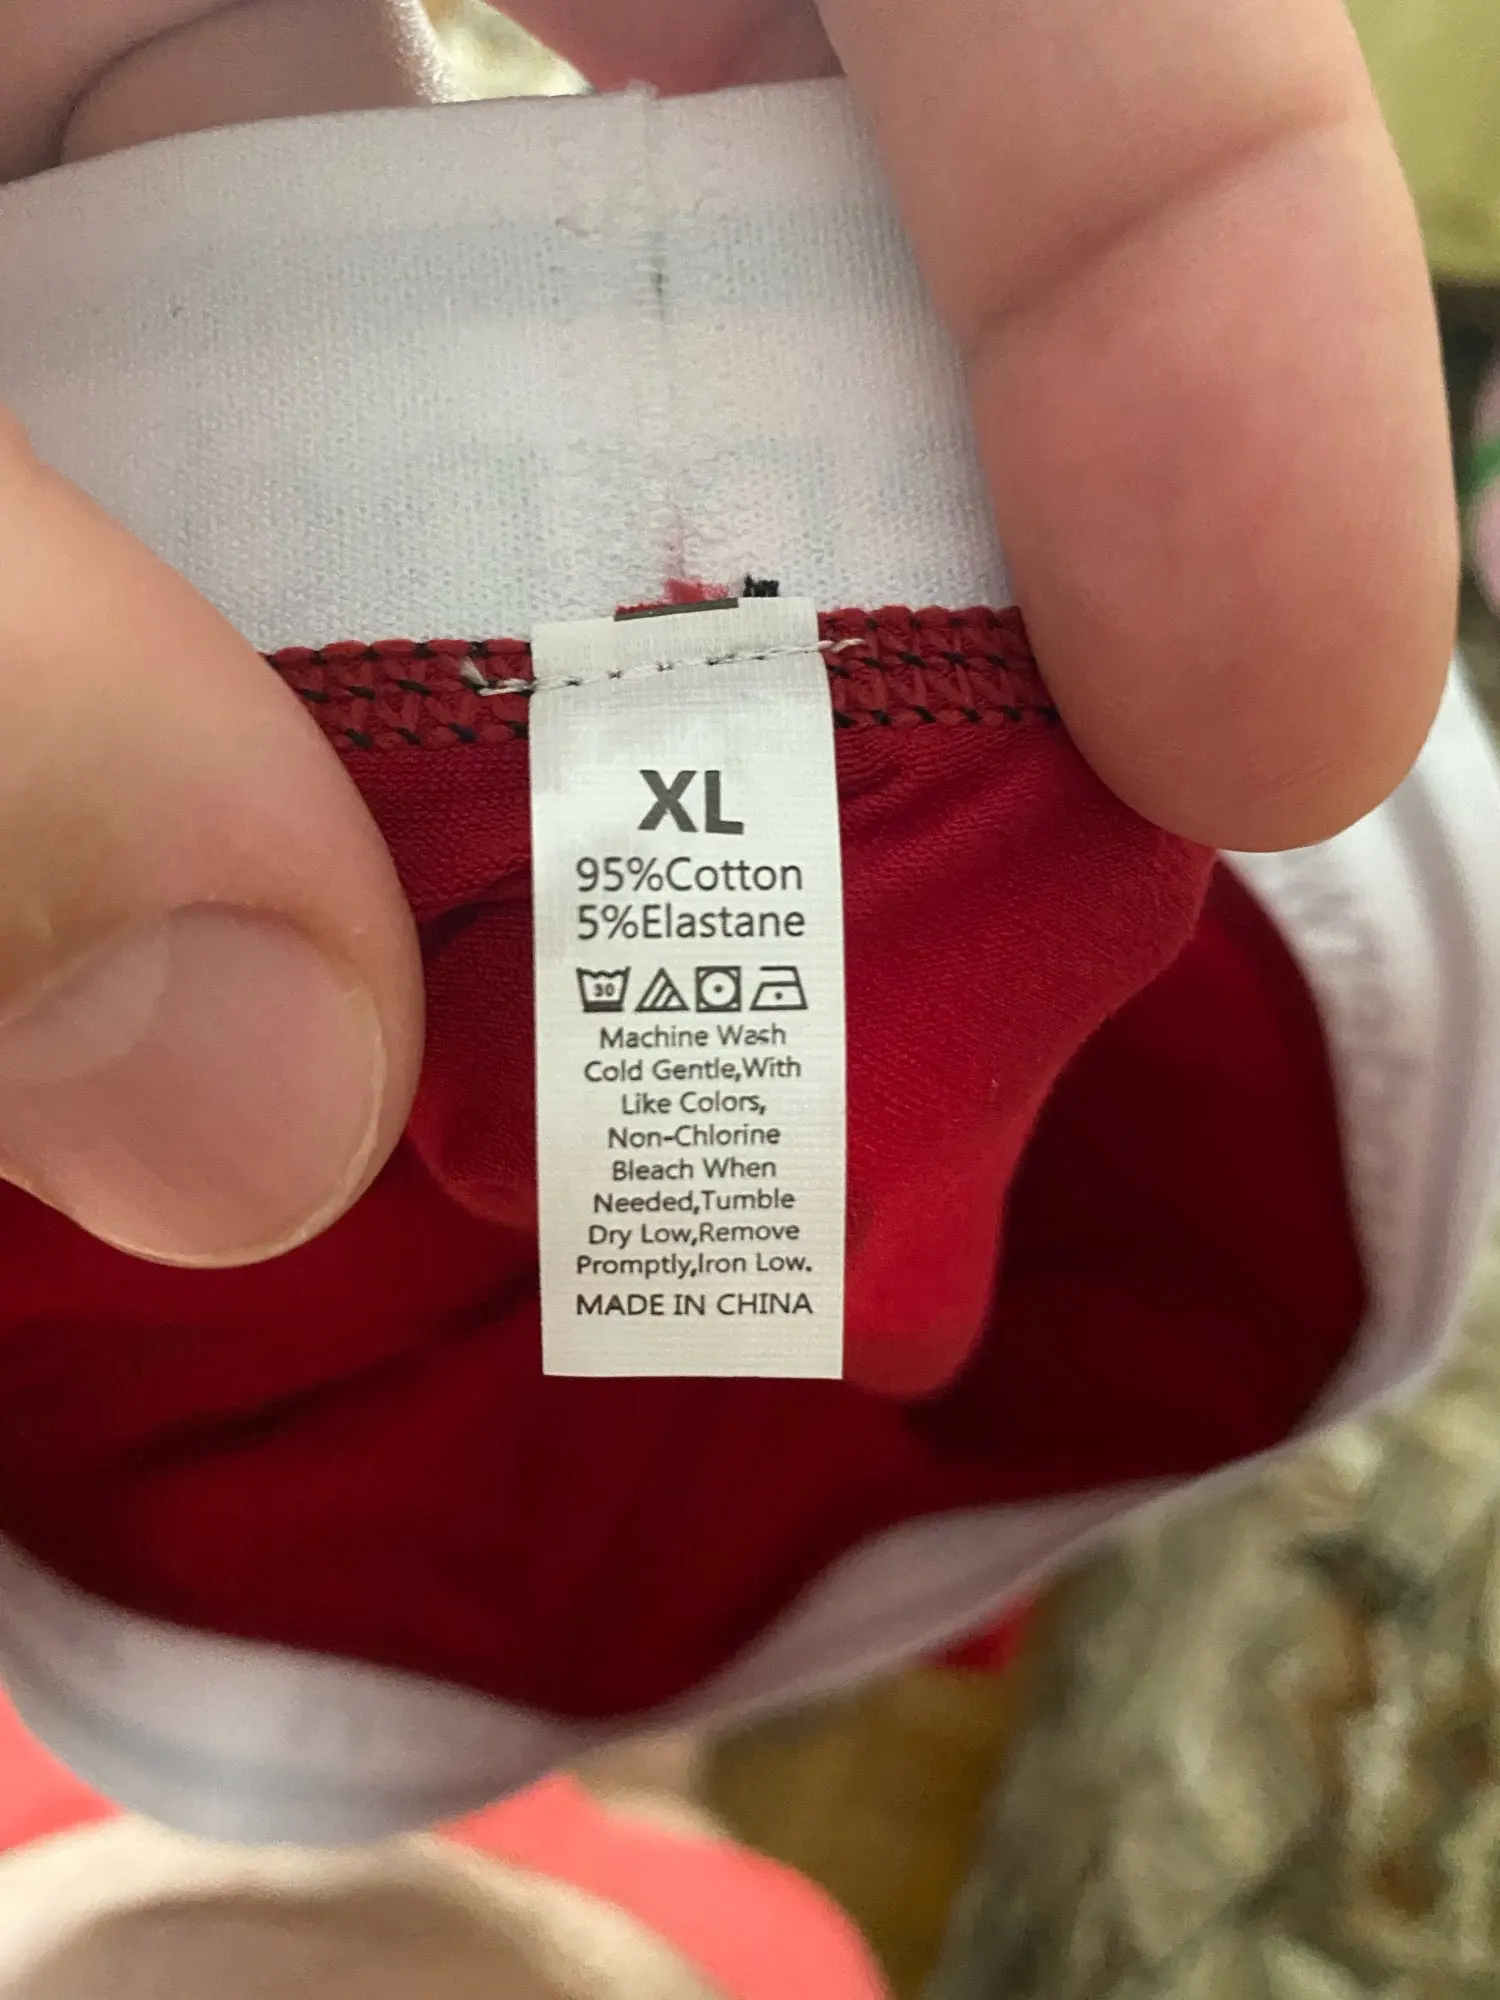 XL
95%Cotton
5%Elastane
30
Machine Wash
Cold Gentle,With
Like Colors,
Non-Chlorine
Bleach When
Needed,Tumble
Dry Low,Remove
Promptly,Iron Low.
MADE IN CHINA